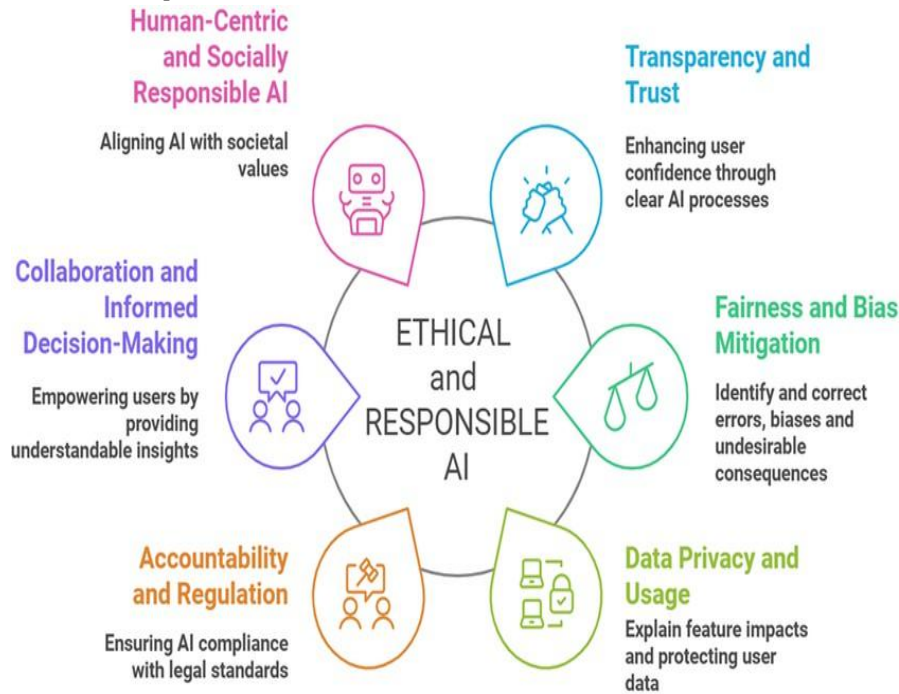 Human-Centric
and Socially
Responsible AI
Aligning AI with societal
values
Transparency and
Trust
Enhancing user
confidence through
clear AI processes
Collaboration and
Informed
Decision-Making
Empowering users by
providing
understandable insights
ETHICAL
and
RESPONSIBLE
AI
Fairness and Bias
Mitigation
Identify and correct
errors, biases and
undesirable
consequences
Accountability
and Regulation
Ensuring AI compliance
with legal standards
Data Privacy and
Usage
Explain feature impacts
and protecting user
data